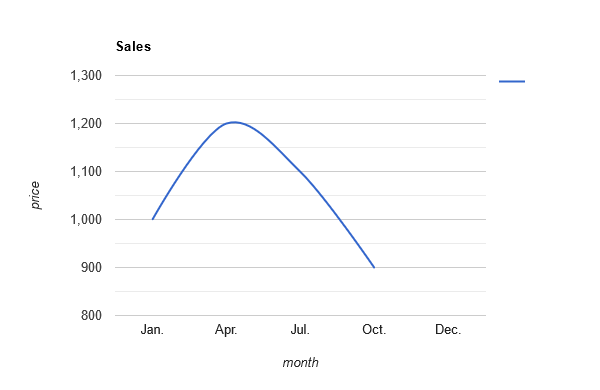 Sales
1,300
1,200
1,100
1,000
900
800
price
Jan. Apr. Jul. Oct. Dec.
month